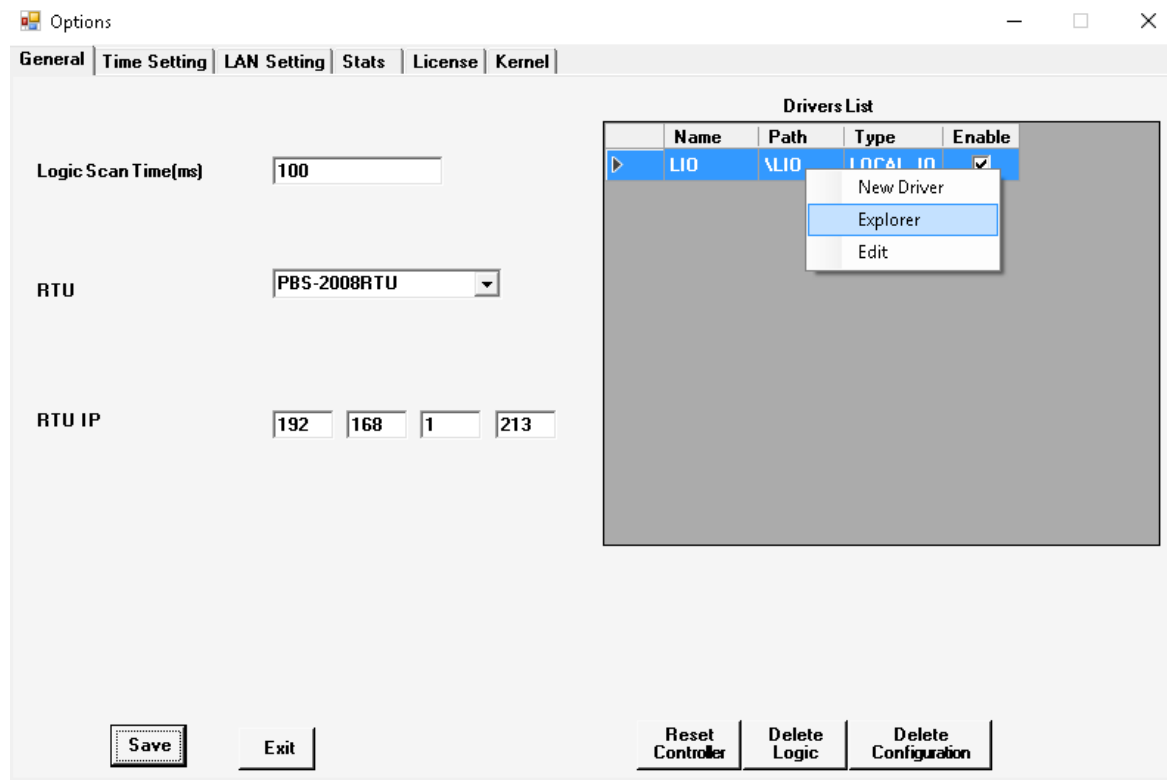 Options
General Time Setting LAN Setting Stats License Kernel
Drivers List
Name Path Type Enable
Logic Scan Time(ms) 100
LIO \LIO LOCAL_IO
New Driver
Explorer
Edit
RTU PBS-2008RTU
RTU IP 192 168 1 213
Save Exit
Reset Controller
Delete Logic
Delete Configuration